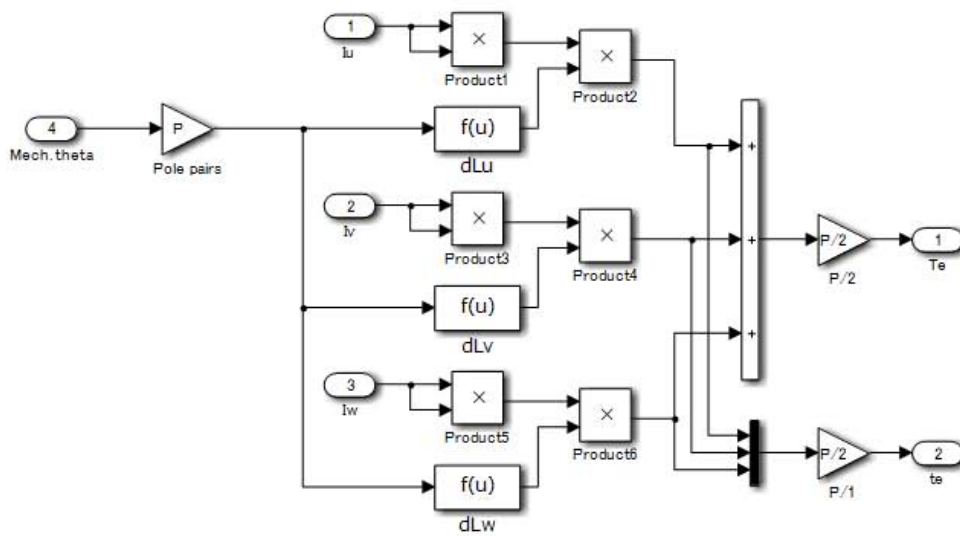 1
Iu
×
Product1
×
Product2
4
Mech.theta
P
Pole pairs
f(u)
dLu
+
2
Iv
×
Product3
×
Product4
+
P/2
P/2
1
Te
f(u)
dLv
+
3
Iw
×
Product5
×
Product6
P/2
P/1
2
te
f(u)
dLw